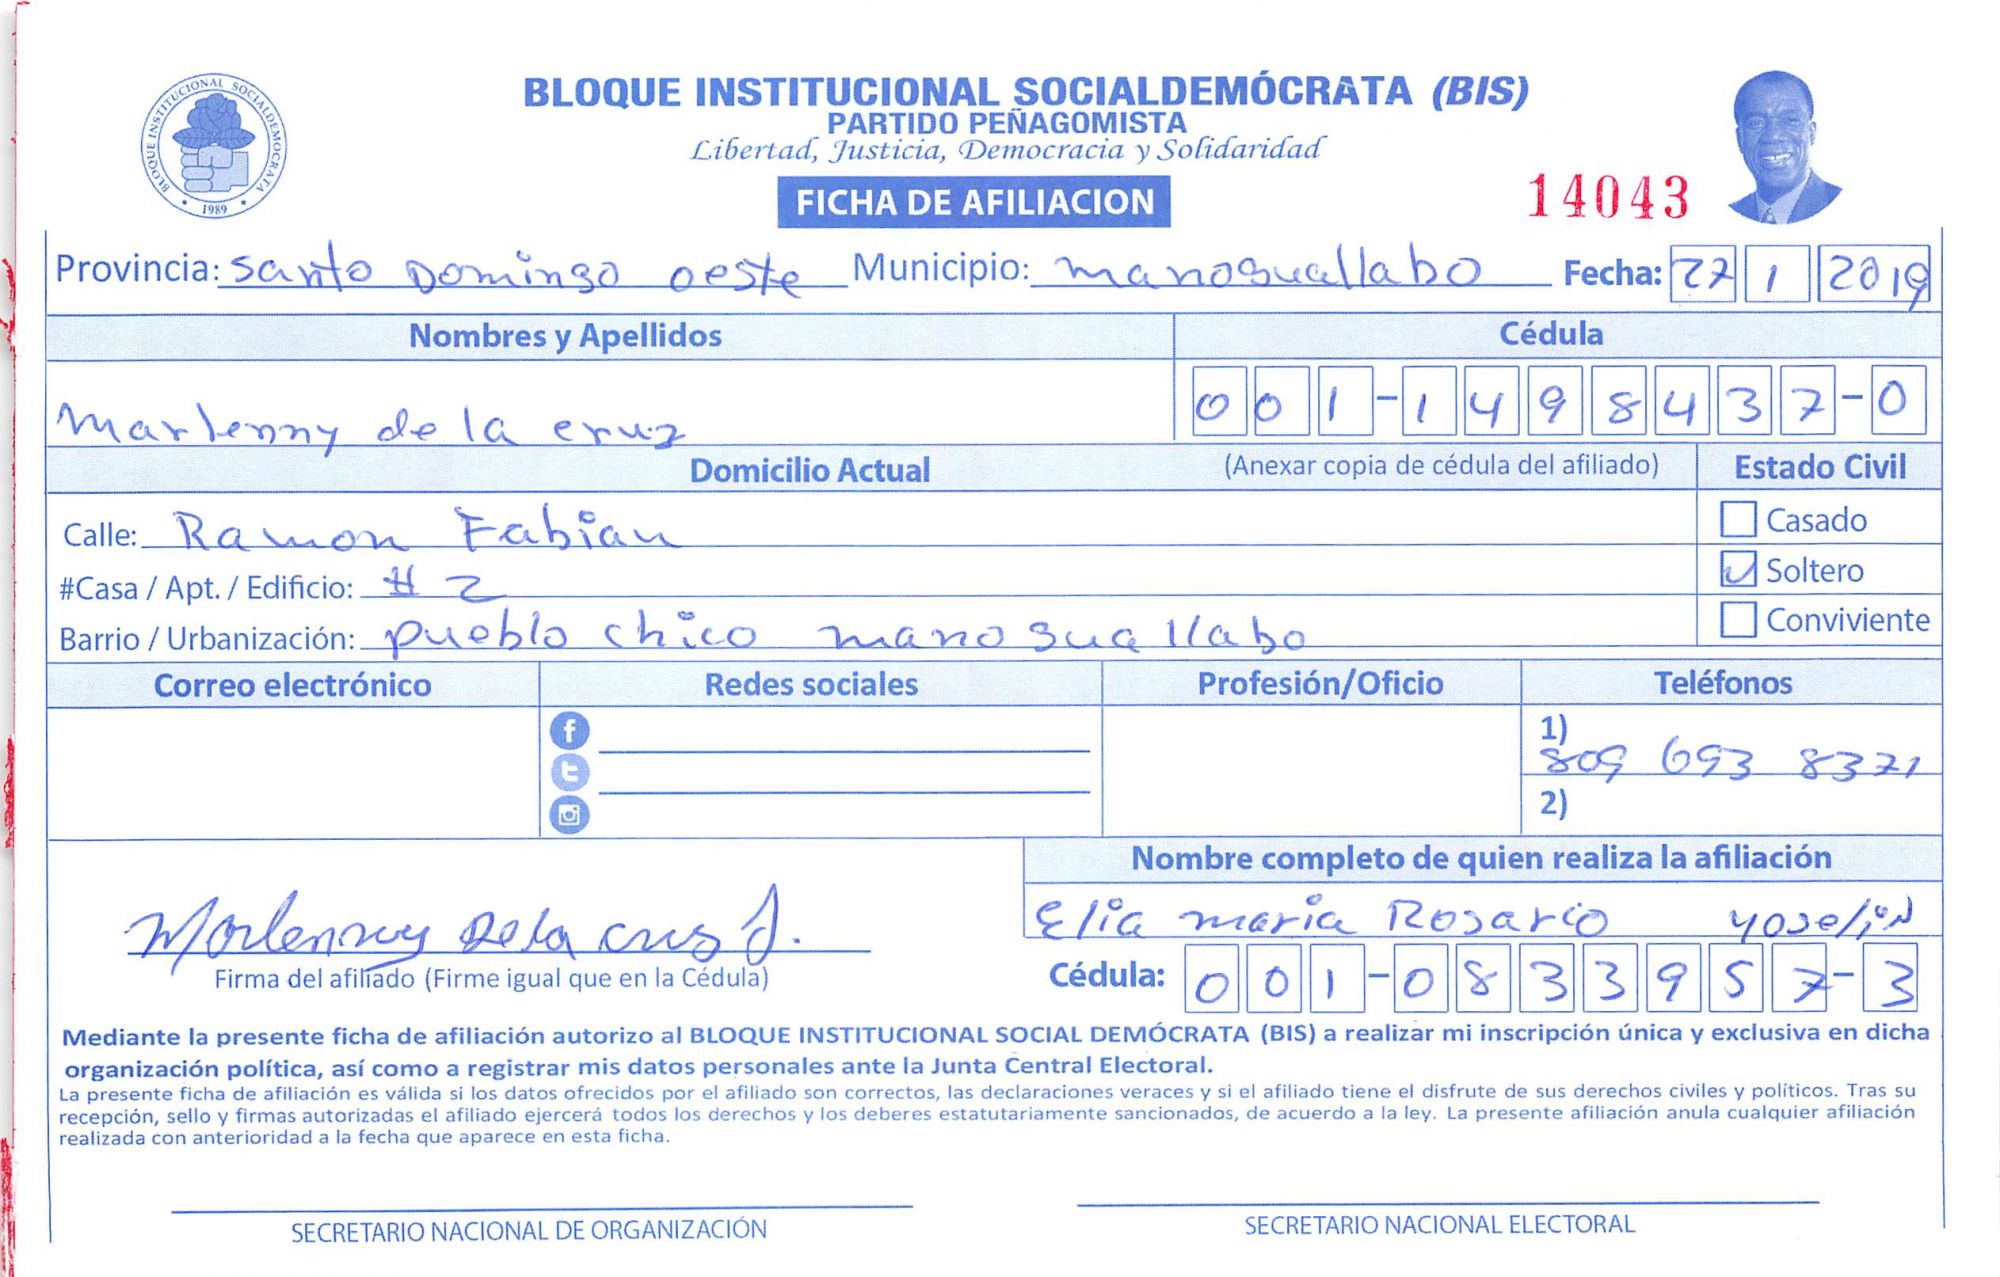 BLOQUE INSTITUCIONAL SOCIALDEMÓCRATA (BIS)
PARTIDO PEÑAGOMISTA
Libertad, Justicia, Democracia y Solidaridad
BLOQUE INSTITUCIONAL SOCIALDEMOCRATA
1989
FICHA DE AFILIACION
14043
Provincia: Santo Domingo oeste Municipio: manoguallabo Fecha: 27 1 2019
Nombres y Apellidos Cédula
Marlenny de la cruz 001-1498437-0
Domicilio Actual (Anexar copia de cédula del afiliado) Estado Civil
Calle: Ramon Fabian Casado
#Casa / Apt. / Edificio: # 2 Soltero
Barrio / Urbanización: pueblo chico manoguallabo Conviviente
Correo electrónico Redes sociales Profesión/Oficio Teléfonos
1) 809 693 8371
2)
Nombre completo de quien realiza la afiliación
Elia maria Rosario yoselin
Marlenny De la cruz J.
Firma del afiliado (Firme igual que en la Cédula) Cédula: 001-0833957-3
Mediante la presente ficha de afiliación autorizo al BLOQUE INSTITUCIONAL SOCIAL DEMÓCRATA (BIS) a realizar mi inscripción única y exclusiva en dicha
organización política, así como a registrar mis datos personales ante la Junta Central Electoral.
La presente ficha de afiliación es válida si los datos ofrecidos por el afiliado son correctos, las declaraciones veraces y si el afiliado tiene el disfrute de sus derechos civiles y políticos. Tras su
recepción, sello y firmas autorizadas el afiliado ejercerá todos los derechos y los deberes estatutariamente sancionados, de acuerdo a la ley. La presente afiliación anula cualquier afiliación
realizada con anterioridad a la fecha que aparece en esta ficha.
SECRETARIO NACIONAL DE ORGANIZACIÓN SECRETARIO NACIONAL ELECTORAL